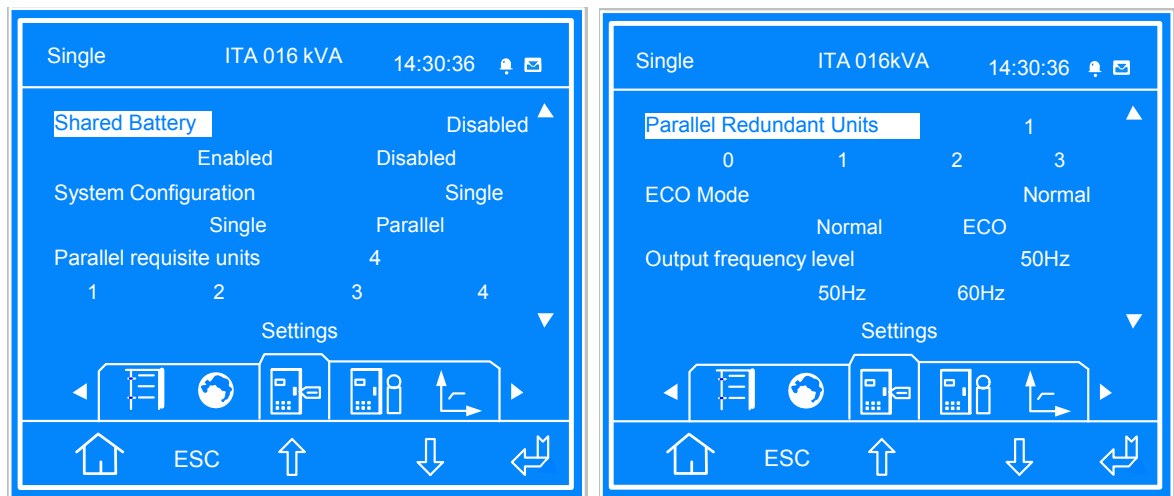 Single ITA 016 kVA 14:30:36
Shared Battery Disabled
Enabled Disabled
System Configuration Single
Single Parallel
Parallel requisite units 4
1 2 3 4
Settings
ESC
Single ITA 016kVA 14:30:36
Parallel Redundant Units 1
0 1 2 3
ECO Mode Normal
Normal ECO
Output frequency level 50Hz
50Hz 60Hz
Settings
ESC